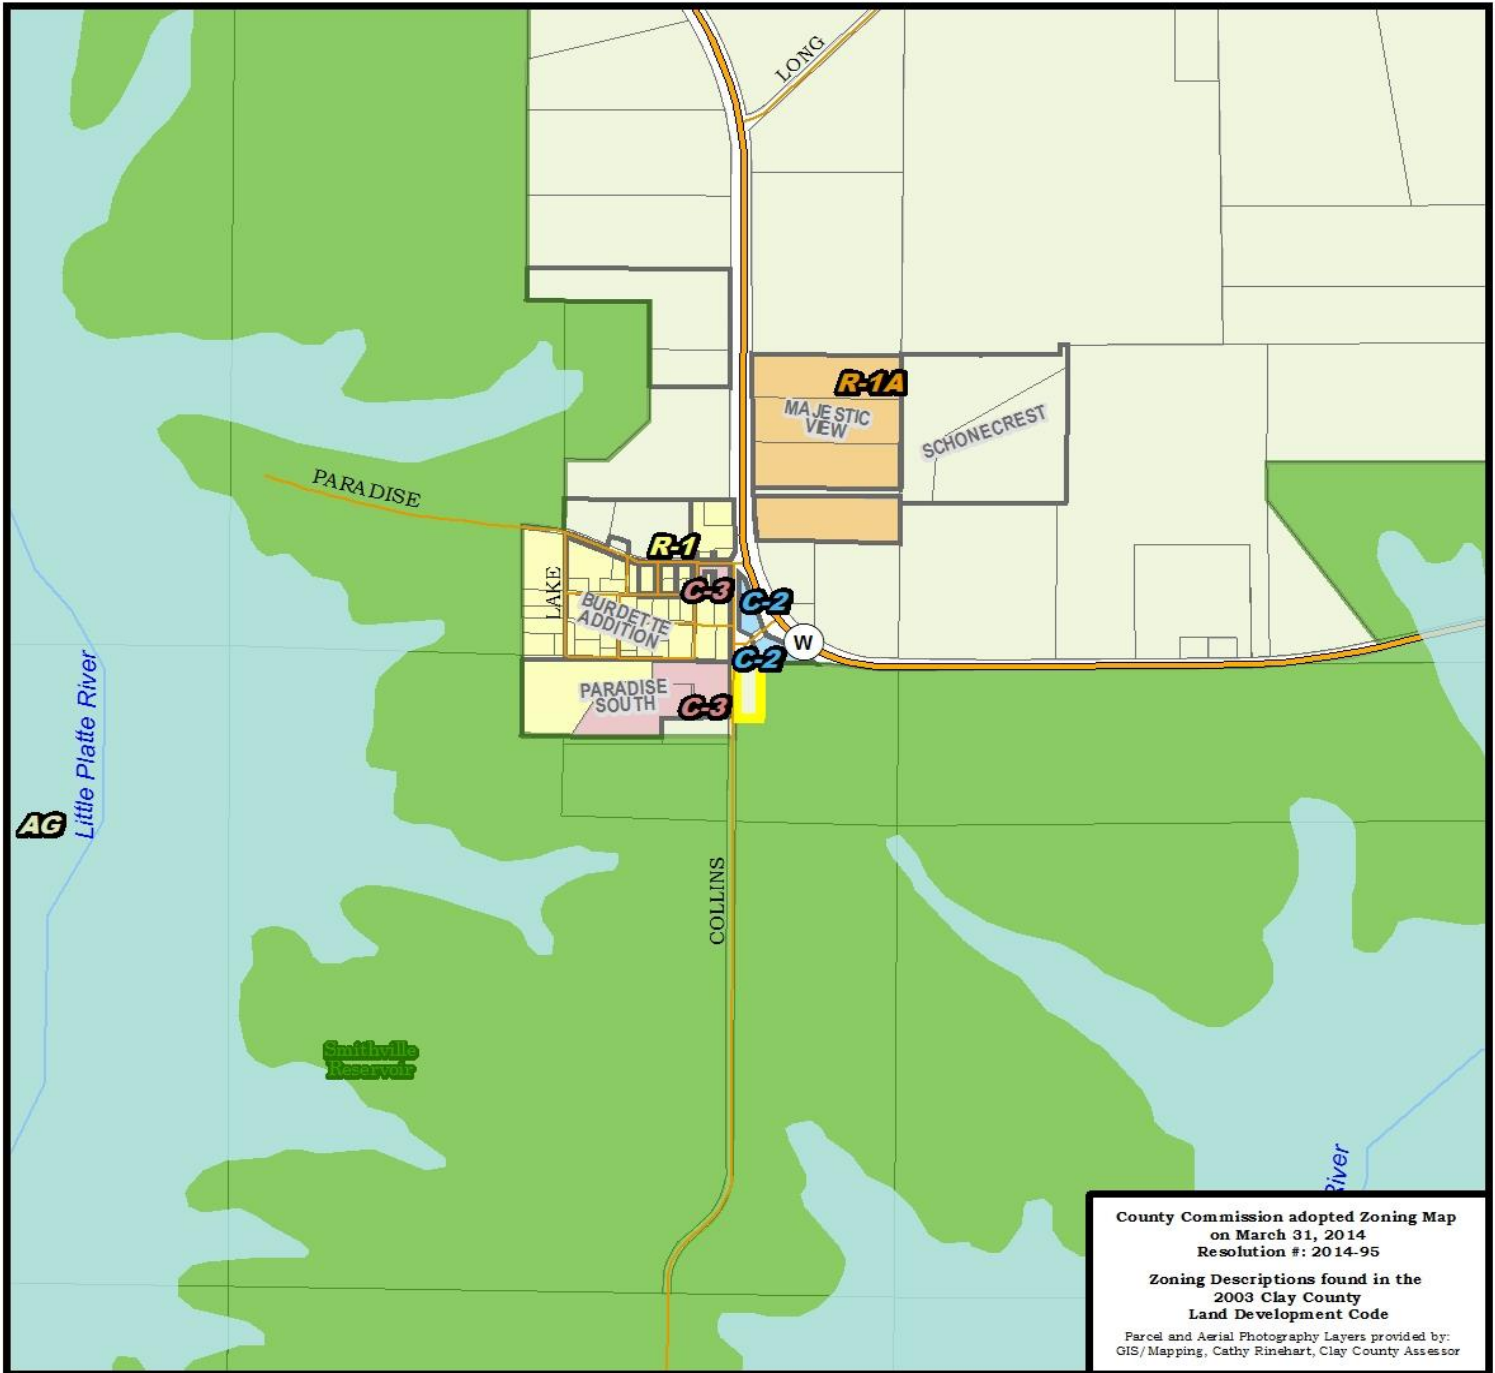 LONG
R-1A
MAJESTIC
VIEW
SCHONECREST
PARADISE
R-1
LAKE
C-3
C-2
BURDETTE
ADDITION
W
C-2
PARADISE
SOUTH
C-3
Little Platte River
AG
COLLINS
Smithville
Reservoir
River
County Commission adopted Zoning Map
on March 31, 2014
Resolution #: 2014-95
Zoning Descriptions found in the
2003 Clay County
Land Development Code
Parcel and Aerial Photography Layers provided by:
GIS/Mapping, Cathy Rinehart, Clay County Assessor